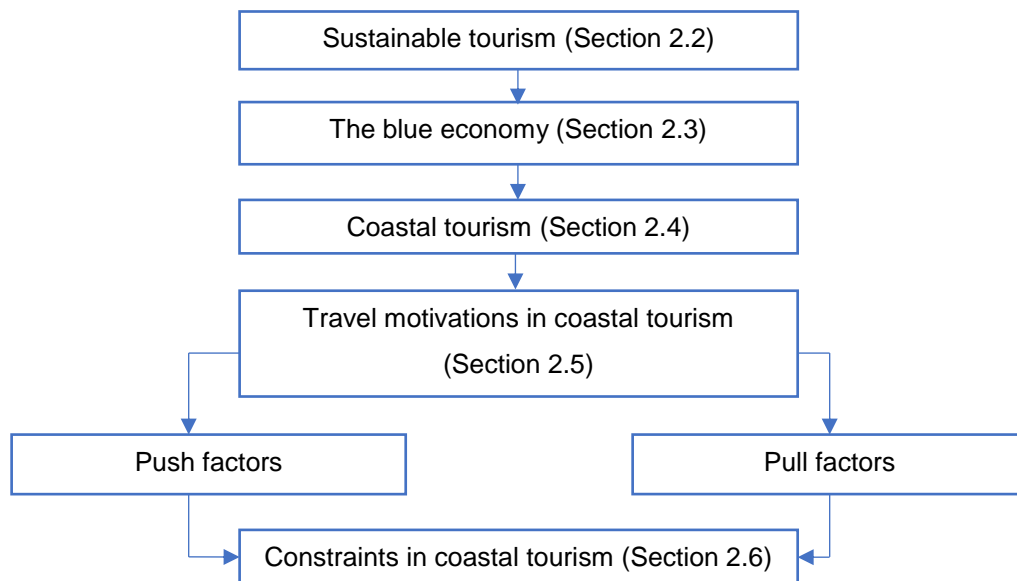 Sustainable tourism (Section 2.2)
The blue economy (Section 2.3)
Coastal tourism (Section 2.4)
Travel motivations in coastal tourism
(Section 2.5)
Push factors
Pull factors
Constraints in coastal tourism (Section 2.6)